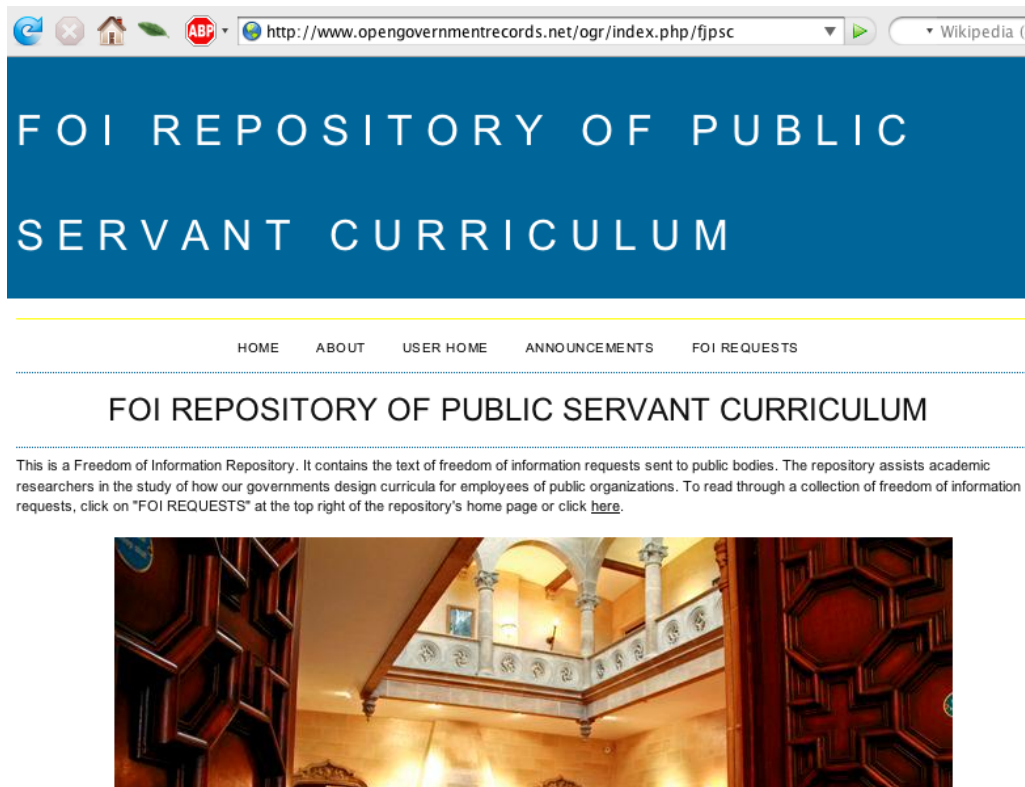 ABP
http://www.opengovernmentrecords.net/ogr/index.php/fjpsc
Wikipedia (
FOI REPOSITORY OF PUBLIC
SERVANT CURRICULUM
HOME ABOUT USER HOME ANNOUNCEMENTS FOI REQUESTS
FOI REPOSITORY OF PUBLIC SERVANT CURRICULUM
This is a Freedom of Information Repository. It contains the text of freedom of information requests sent to public bodies. The repository assists academic
researchers in the study of how our governments design curricula for employees of public organizations. To read through a collection of freedom of information
requests, click on "FOI REQUESTS" at the top right of the repository's home page or click here.